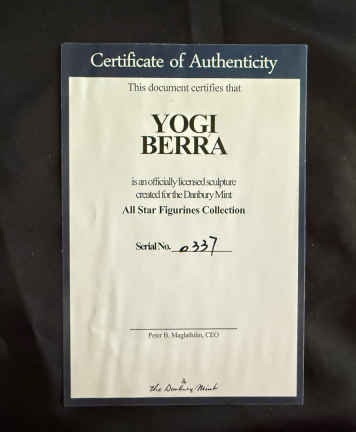 Certificate of Authenticity
This document certifies that
YOGI
BERRA
is an officially licensed sculpture
created for the Danbury Mint
All Star Figurines Collection
Serial No. 0337
Peter B. Maglathlin, CEO
The Danbury Mint